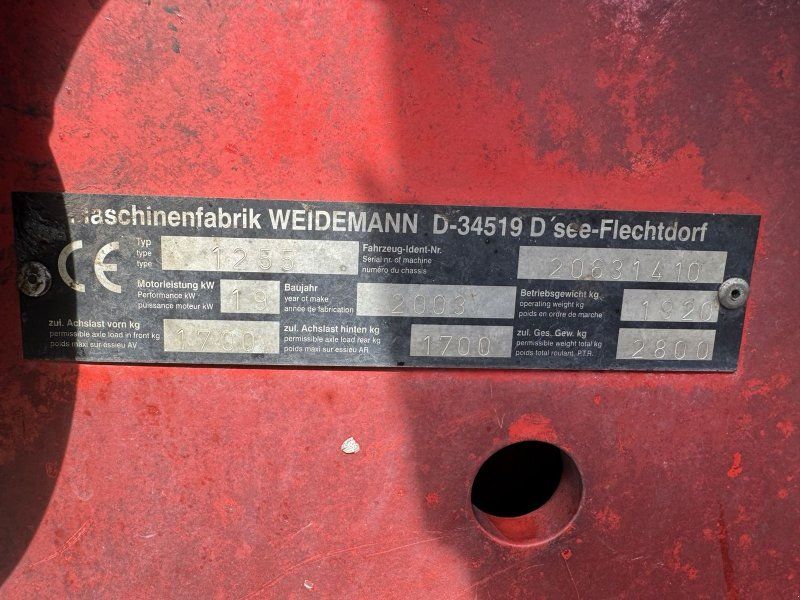 Maschinenfabrik WEIDEMANN D-34519 D´see-Flechtdorf
CE
Typ
type
type
1255
Fahrzeug-Ident-Nr.
Serial nr. of machine
numéro du chassis
20631410
Motorleistung kW
Performance kW
puissance moteur kW
19
Baujahr
year of make
année de fabrication
2003
Betriebsgewicht kg
operating weight kg
poids en ordre de marche
1920
zul. Achslast vorn kg
permissible axle load in front kg
poids maxi sur essieu AV
1700
zul. Achslast hinten kg
permissible axle load rear kg
poids maxi sur essieu AR
1700
zul. Ges. Gew. kg
permissible weight total kg
poids total roulant. P.T.R.
2800